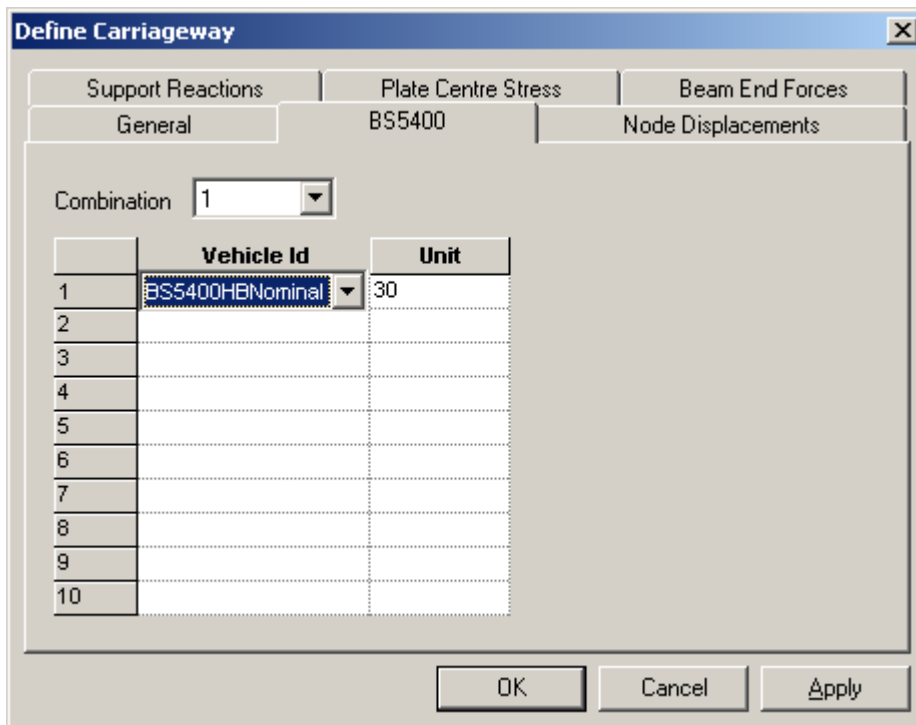 Define Carriageway
Support Reactions Plate Centre Stress Beam End Forces
General BS5400 Node Displacements
Combination 1
Vehicle Id Unit
1 BS5400HBNominal 30
2
3
4
5
6
7
8
9
10
OK Cancel Apply